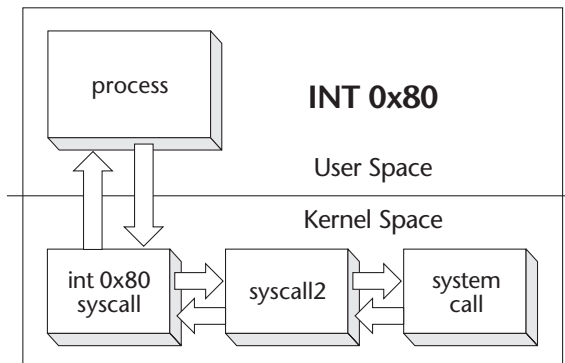 process
INT 0x80
User Space
Kernel Space
int 0x80
syscall
syscall2
system
call